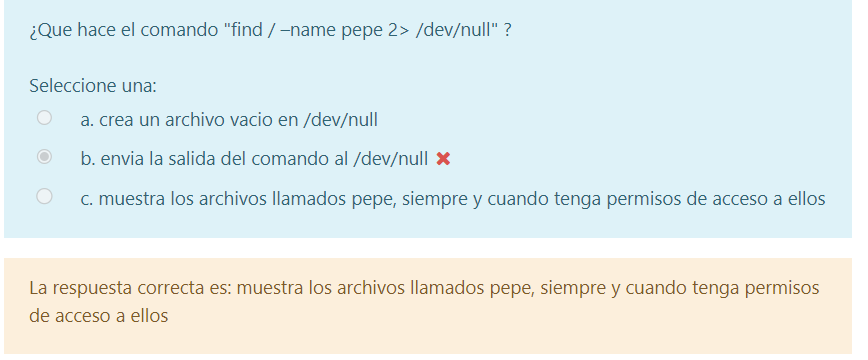 ¿Que hace el comando "find / –name pepe 2> /dev/null" ?
Seleccione una:
a. crea un archivo vacio en /dev/null
b. envia la salida del comando al /dev/null ✖
c. muestra los archivos llamados pepe, siempre y cuando tenga permisos de acceso a ellos
La respuesta correcta es: muestra los archivos llamados pepe, siempre y cuando tenga permisos
de acceso a ellos